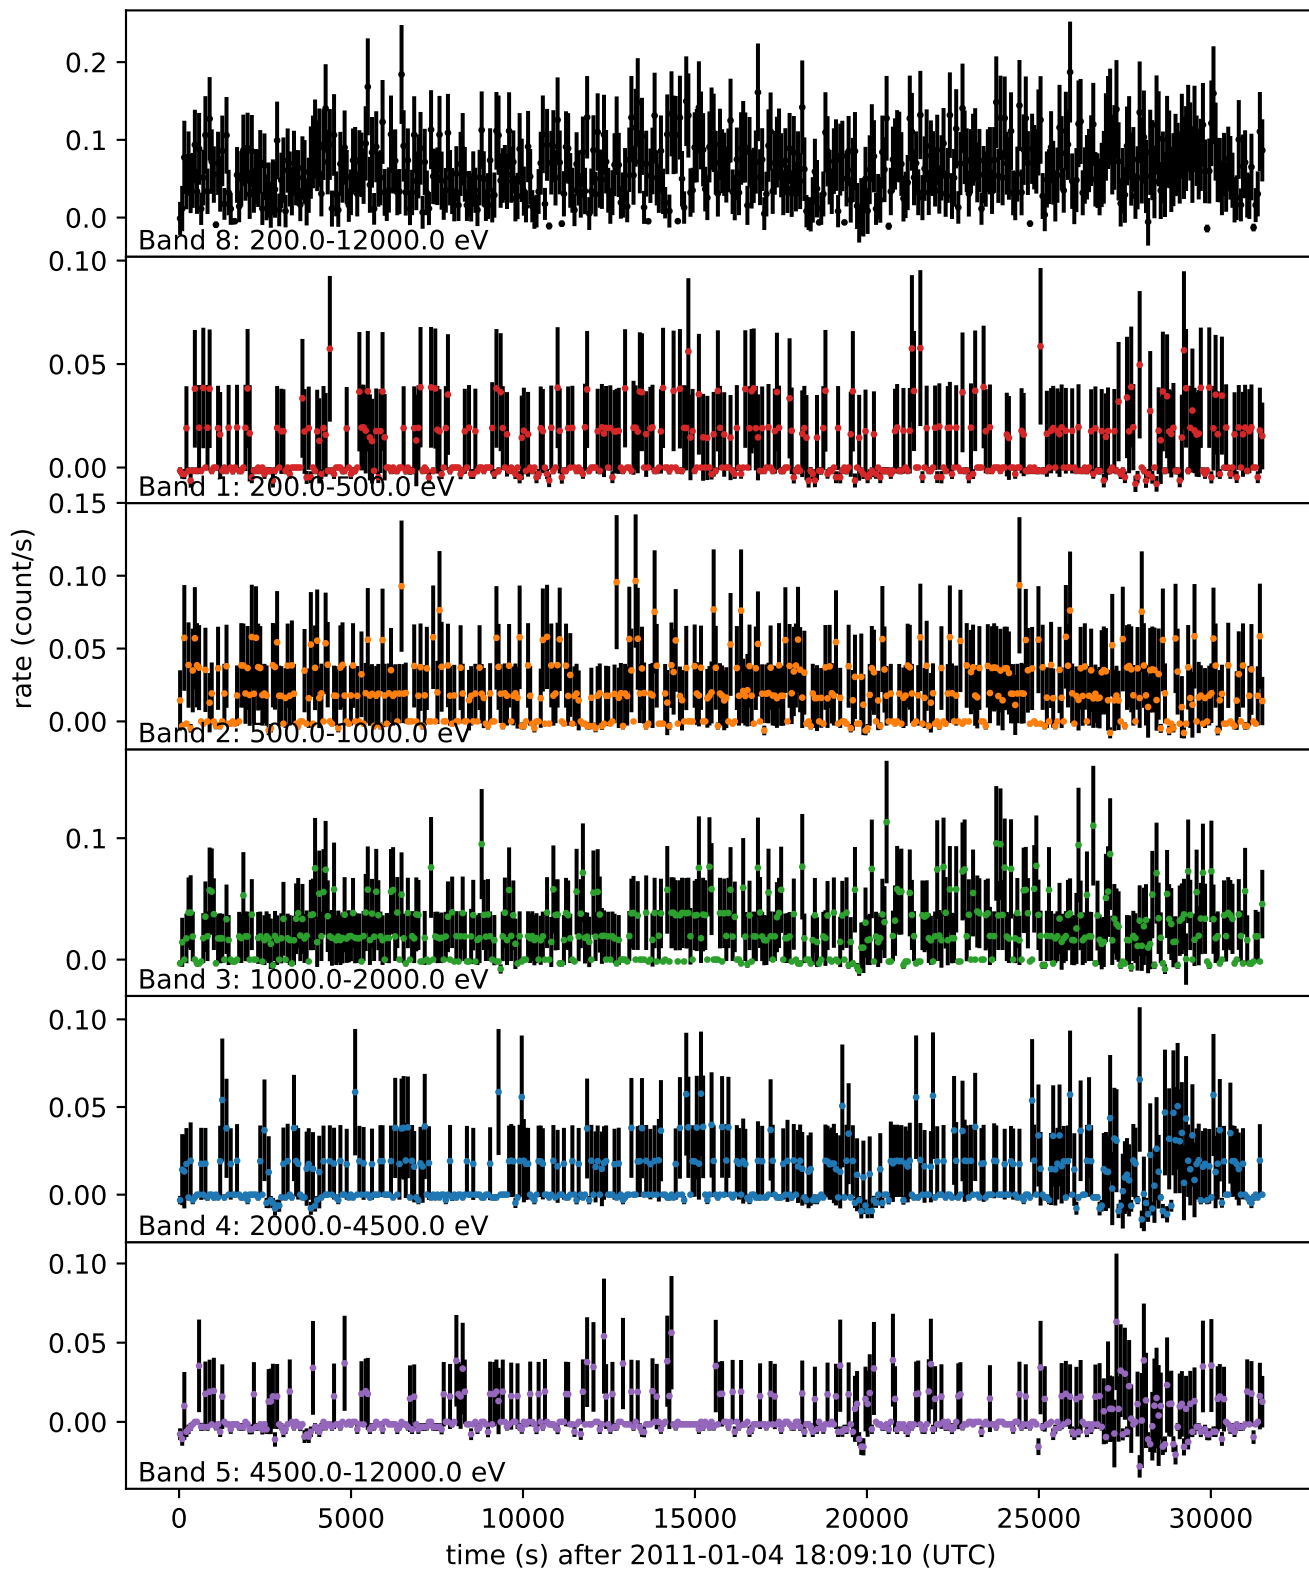 0.2
0.1
0.0
Band 8: 200.0-12000.0 eV
0.10
0.05
0.00
Band 1: 200.0-500.0 eV
0.15
0.10
0.05
0.00
Band 2: 500.0-1000.0 eV
rate (count/s)
0.1
0.0
Band 3: 1000.0-2000.0 eV
0.10
0.05
0.00
Band 4: 2000.0-4500.0 eV
0.10
0.05
0.00
Band 5: 4500.0-12000.0 eV
0 5000 10000 15000 20000 25000 30000
time (s) after 2011-01-04 18:09:10 (UTC)